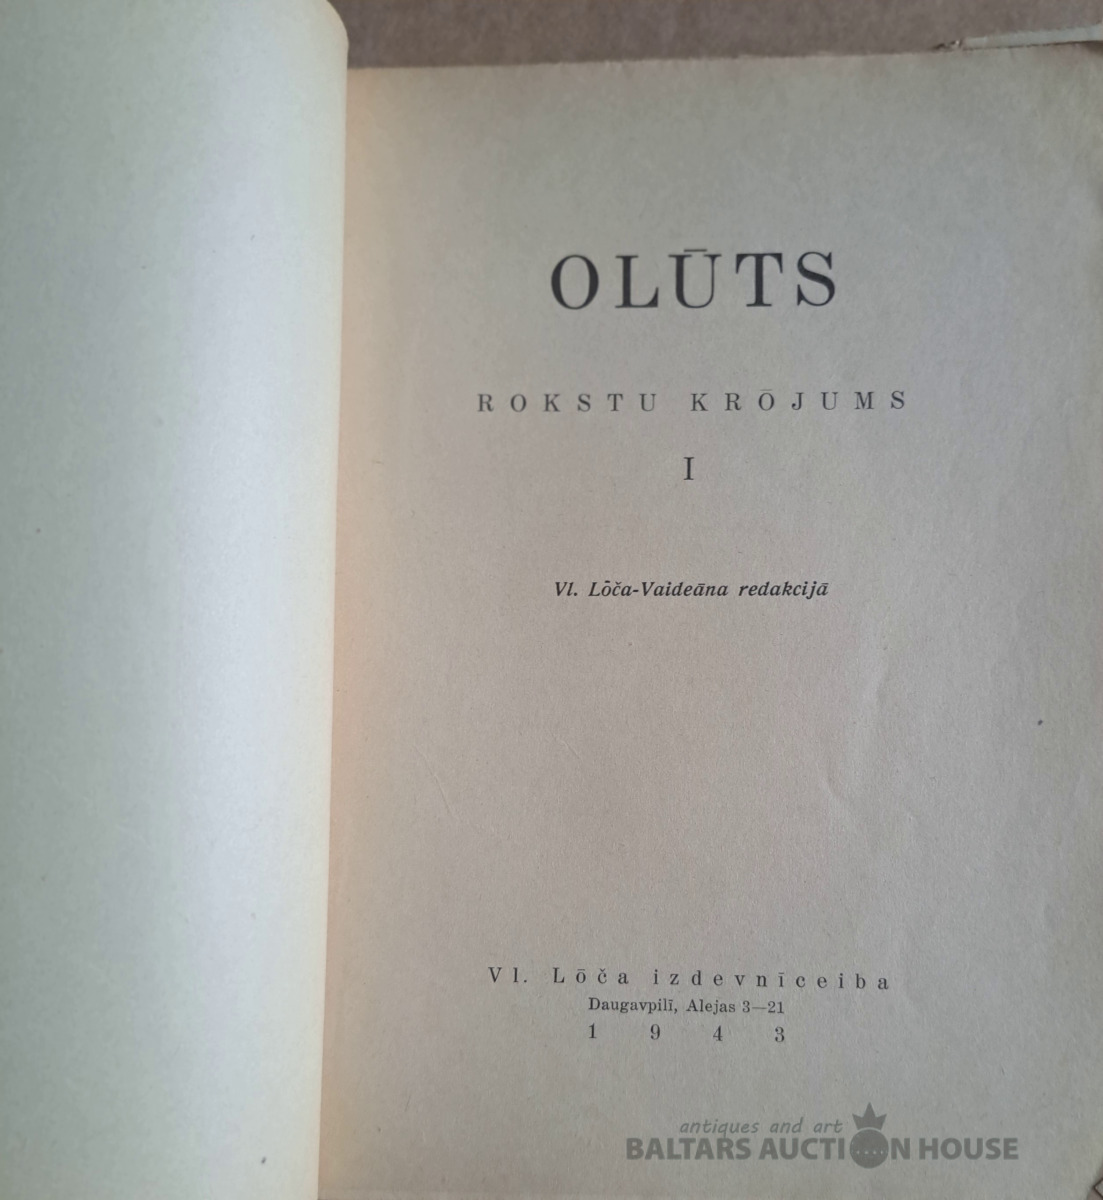 OLŪTS
ROKSTU KRŌJUMS
I
Vl. Lōča-Vaideāna redakcijā
Vl. Lōča izdevnīceiba
Daugavpilī, Alejas 3—21
1943
antiques and art
BALTARS AUCTION HOUSE